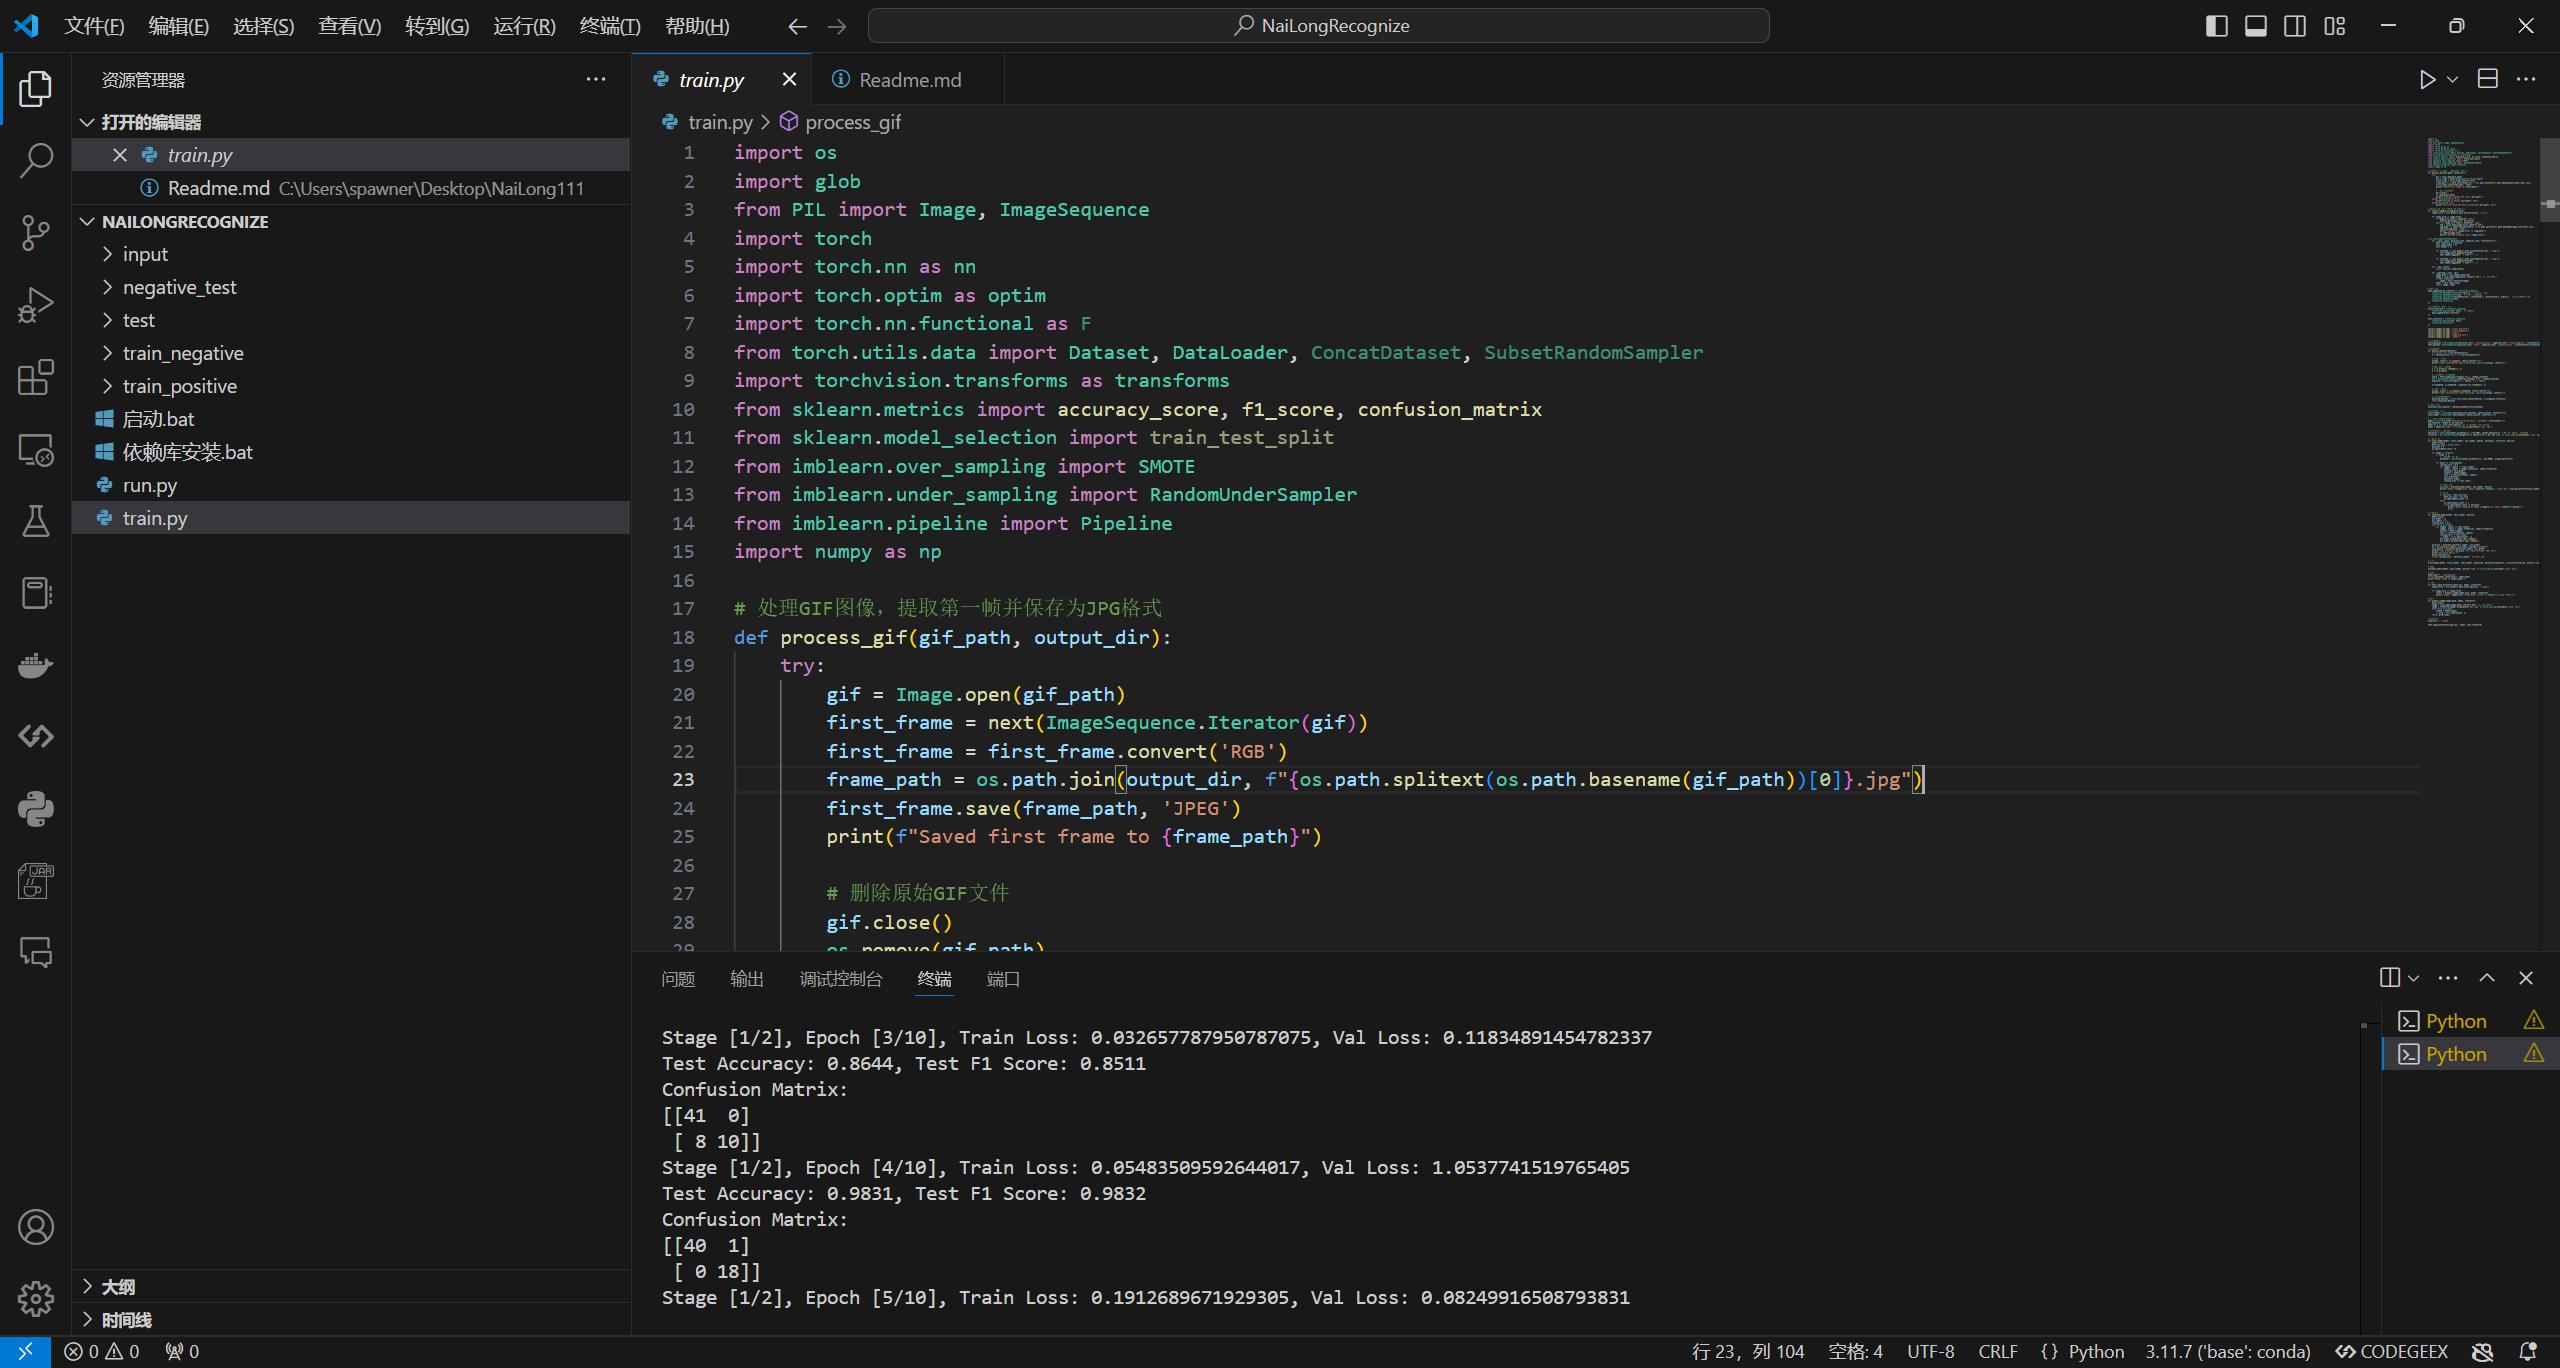 文件(F) 编辑(E) 选择(S) 查看(V) 转到(G) 运行(R) 终端(T) 帮助(H) NaiLongRecognize
资源管理器
打开的编辑器
train.py
Readme.md C:\Users\spawner\Desktop\NaiLong111
NAILONGRECOGNIZE
input
negative_test
test
train_negative
train_positive
启动.bat
依赖库安装.bat
run.py
train.py
大纲
时间线
train.py Readme.md
train.py > process_gif
1 import os
2 import glob
3 from PIL import Image, ImageSequence
4 import torch
5 import torch.nn as nn
6 import torch.optim as optim
7 import torch.nn.functional as F
8 from torch.utils.data import Dataset, DataLoader, ConcatDataset, SubsetRandomSampler
9 import torchvision.transforms as transforms
10 from sklearn.metrics import accuracy_score, f1_score, confusion_matrix
11 from sklearn.model_selection import train_test_split
12 from imblearn.over_sampling import SMOTE
13 from imblearn.under_sampling import RandomUnderSampler
14 from imblearn.pipeline import Pipeline
15 import numpy as np
16
17 # 处理GIF图像，提取第一帧并保存为JPG格式
18 def process_gif(gif_path, output_dir):
19     try:
20         gif = Image.open(gif_path)
21         first_frame = next(ImageSequence.Iterator(gif))
22         first_frame = first_frame.convert('RGB')
23         frame_path = os.path.join(output_dir, f"{os.path.splitext(os.path.basename(gif_path))[0]}.jpg")
24         first_frame.save(frame_path, 'JPEG')
25         print(f"Saved first frame to {frame_path}")
26
27         # 删除原始GIF文件
28         gif.close()
29         os.remove(gif_path)
问题 输出 调试控制台 终端 端口
Stage [1/2], Epoch [3/10], Train Loss: 0.032657787950787075, Val Loss: 0.11834891454782337
Test Accuracy: 0.8644, Test F1 Score: 0.8511
Confusion Matrix:
[[41  0]
 [ 8 10]]
Stage [1/2], Epoch [4/10], Train Loss: 0.05483509592644017, Val Loss: 1.0537741519765405
Test Accuracy: 0.9831, Test F1 Score: 0.9832
Confusion Matrix:
[[40  1]
 [ 0 18]]
Stage [1/2], Epoch [5/10], Train Loss: 0.1912689671929305, Val Loss: 0.08249916508793831
Python
Python
0 0 0 行 23，列 104 空格: 4 UTF-8 CRLF {} Python 3.11.7 ('base': conda) CODEGEEX